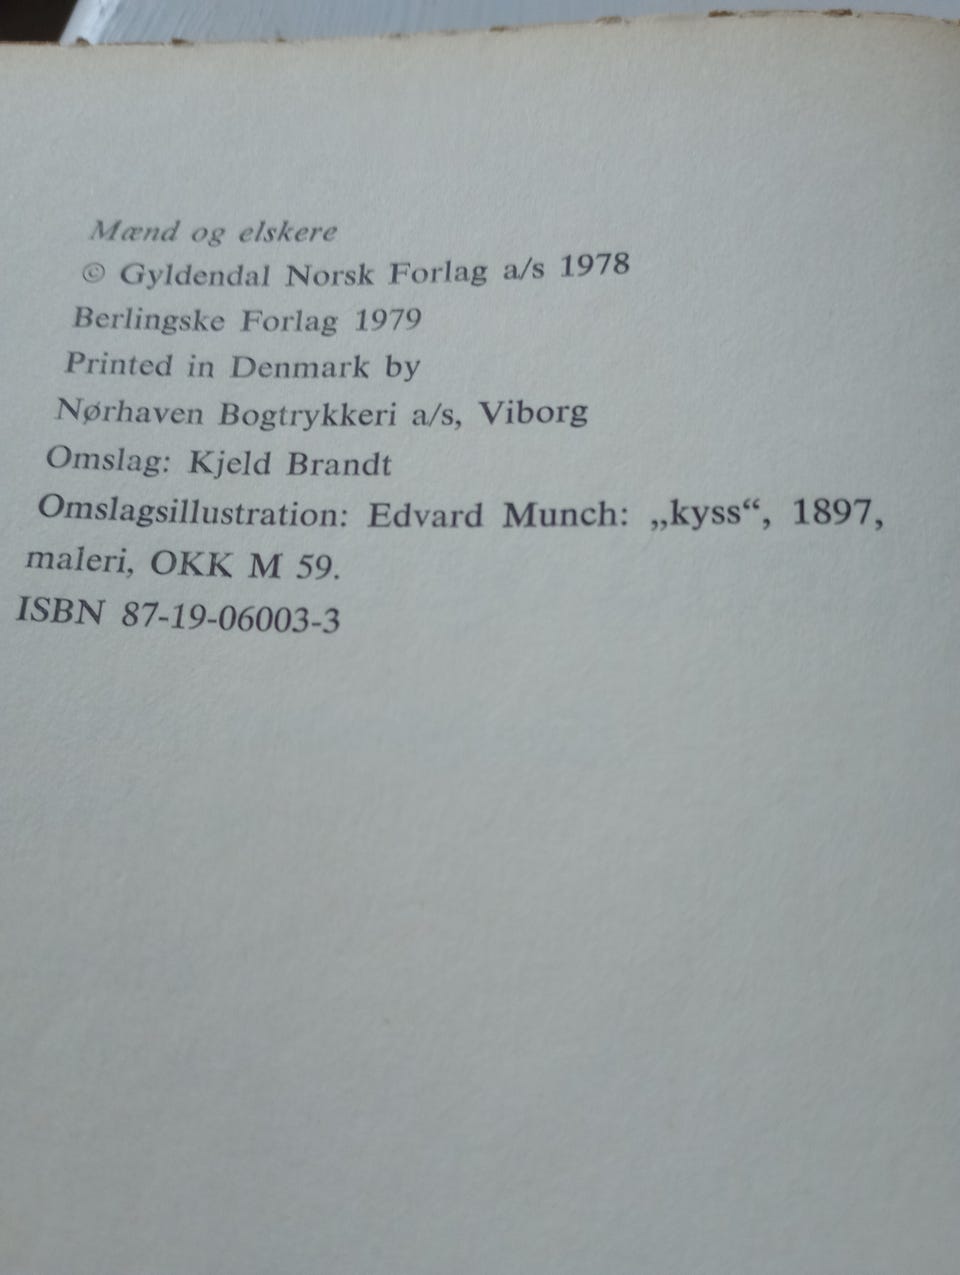 Mænd og elskere
© Gyldendal Norsk Forlag a/s 1978
Berlingske Forlag 1979
Printed in Denmark by
Nørhaven Bogtrykkeri a/s, Viborg
Omslag: Kjeld Brandt
Omslagsillustration: Edvard Munch: „kyss“, 1897,
maleri, OKK M 59.
ISBN 87-19-06003-3